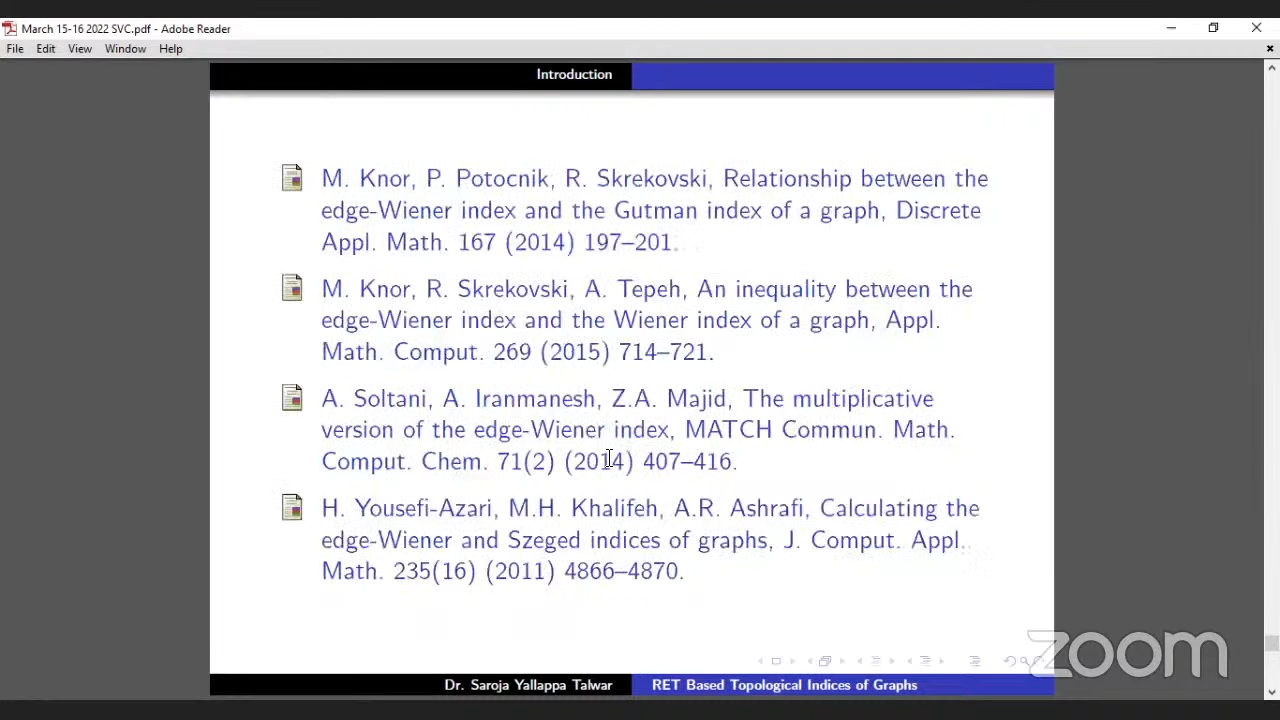 March 15-16 2022 SVC.pdf - Adobe Reader
File Edit View Window Help
Introduction
M. Knor, P. Potocnik, R. Skrekovski, Relationship between the
edge-Wiener index and the Gutman index of a graph, Discrete
Appl. Math. 167 (2014) 197–201.
M. Knor, R. Skrekovski, A. Tepeh, An inequality between the
edge-Wiener index and the Wiener index of a graph, Appl.
Math. Comput. 269 (2015) 714–721.
A. Soltani, A. Iranmanesh, Z.A. Majid, The multiplicative
version of the edge-Wiener index, MATCH Commun. Math.
Comput. Chem. 71(2) (2014) 407–416.
H. Yousefi-Azari, M.H. Khalifeh, A.R. Ashrafi, Calculating the
edge-Wiener and Szeged indices of graphs, J. Comput. Appl.
Math. 235(16) (2011) 4866–4870.
zoom
Dr. Saroja Yallappa Talwar RET Based Topological Indices of Graphs